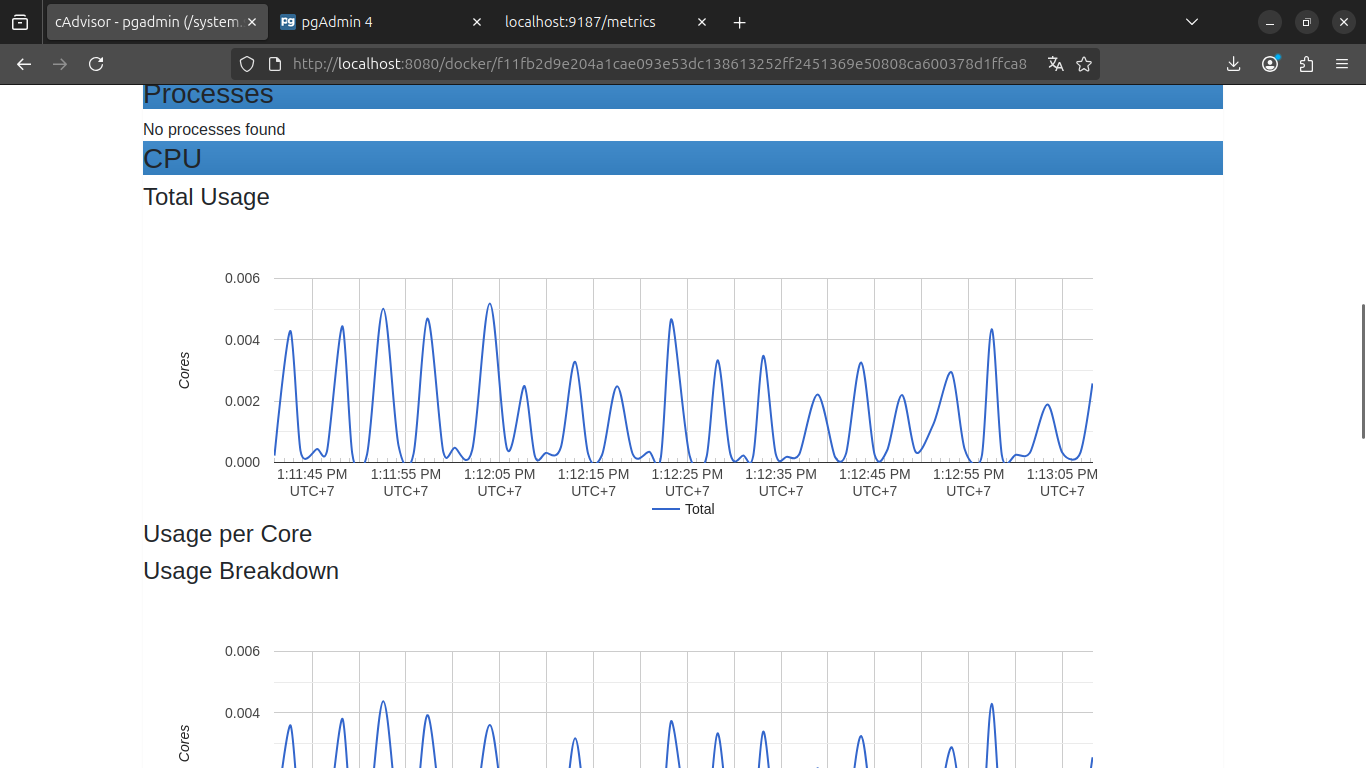 cAdvisor - pgadmin (/system.
pgAdmin 4
localhost:9187/metrics
http://localhost:8080/docker/f11fb2d9e204a1cae093e53dc138613252ff2451369e50808ca600378d1ffca8
Processes
No processes found
CPU
Total Usage
0.006
0.004
0.002
0.000
Cores
1:11:45 PM 1:11:55 PM 1:12:05 PM 1:12:15 PM 1:12:25 PM 1:12:35 PM 1:12:45 PM 1:12:55 PM 1:13:05 PM
UTC+7 UTC+7 UTC+7 UTC+7 UTC+7 UTC+7 UTC+7 UTC+7 UTC+7
Total
Usage per Core
Usage Breakdown
0.006
0.004
Cores